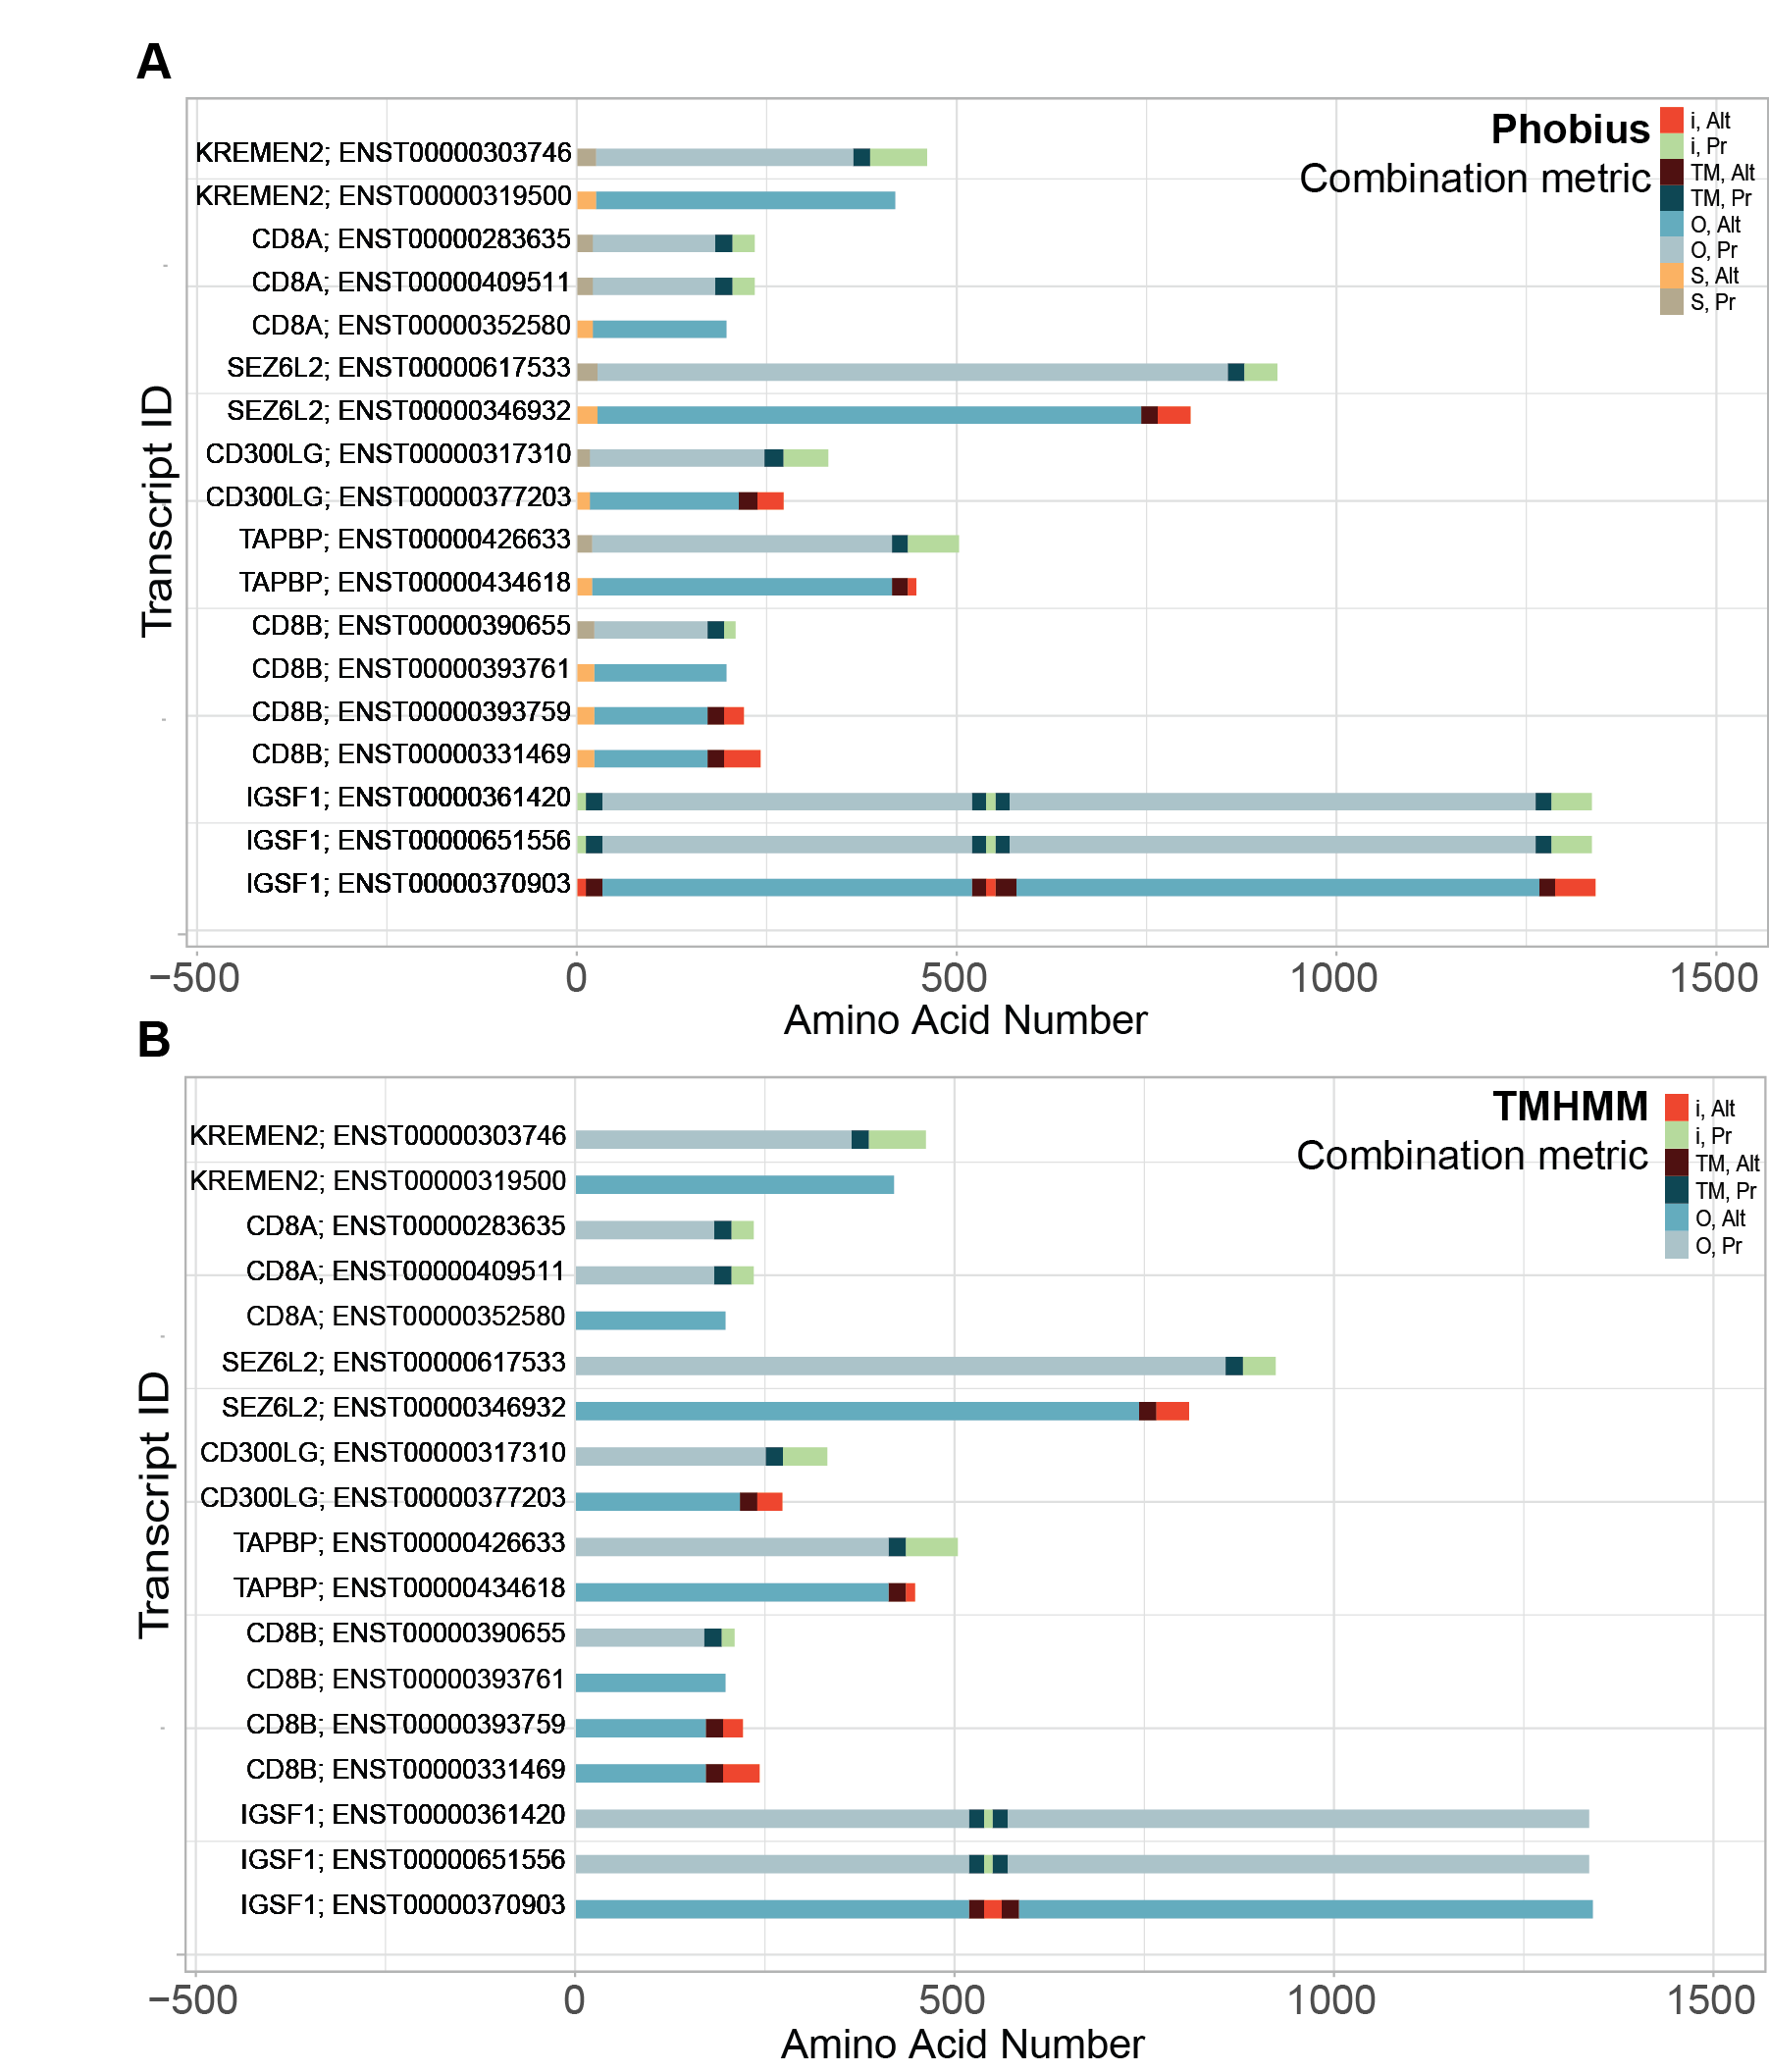 A
Phobius
Combination metric
i, Alt
i, Pr
TM, Alt
TM, Pr
O, Alt
O, Pr
S, Alt
S, Pr
Transcript ID
KREMEN2; ENST00000303746
KREMEN2; ENST00000319500
CD8A; ENST00000283635
CD8A; ENST00000409511
CD8A; ENST00000352580
SEZ6L2; ENST00000617533
SEZ6L2; ENST00000346932
CD300LG; ENST00000317310
CD300LG; ENST00000377203
TAPBP; ENST00000426633
TAPBP; ENST00000434618
CD8B; ENST00000390655
CD8B; ENST00000393761
CD8B; ENST00000393759
CD8B; ENST00000331469
IGSF1; ENST00000361420
IGSF1; ENST00000651556
IGSF1; ENST00000370903
−500 0 500 1000 1500
Amino Acid Number
B
TMHMM
Combination metric
i, Alt
i, Pr
TM, Alt
TM, Pr
O, Alt
O, Pr
Transcript ID
KREMEN2; ENST00000303746
KREMEN2; ENST00000319500
CD8A; ENST00000283635
CD8A; ENST00000409511
CD8A; ENST00000352580
SEZ6L2; ENST00000617533
SEZ6L2; ENST00000346932
CD300LG; ENST00000317310
CD300LG; ENST00000377203
TAPBP; ENST00000426633
TAPBP; ENST00000434618
CD8B; ENST00000390655
CD8B; ENST00000393761
CD8B; ENST00000393759
CD8B; ENST00000331469
IGSF1; ENST00000361420
IGSF1; ENST00000651556
IGSF1; ENST00000370903
−500 0 500 1000 1500
Amino Acid Number